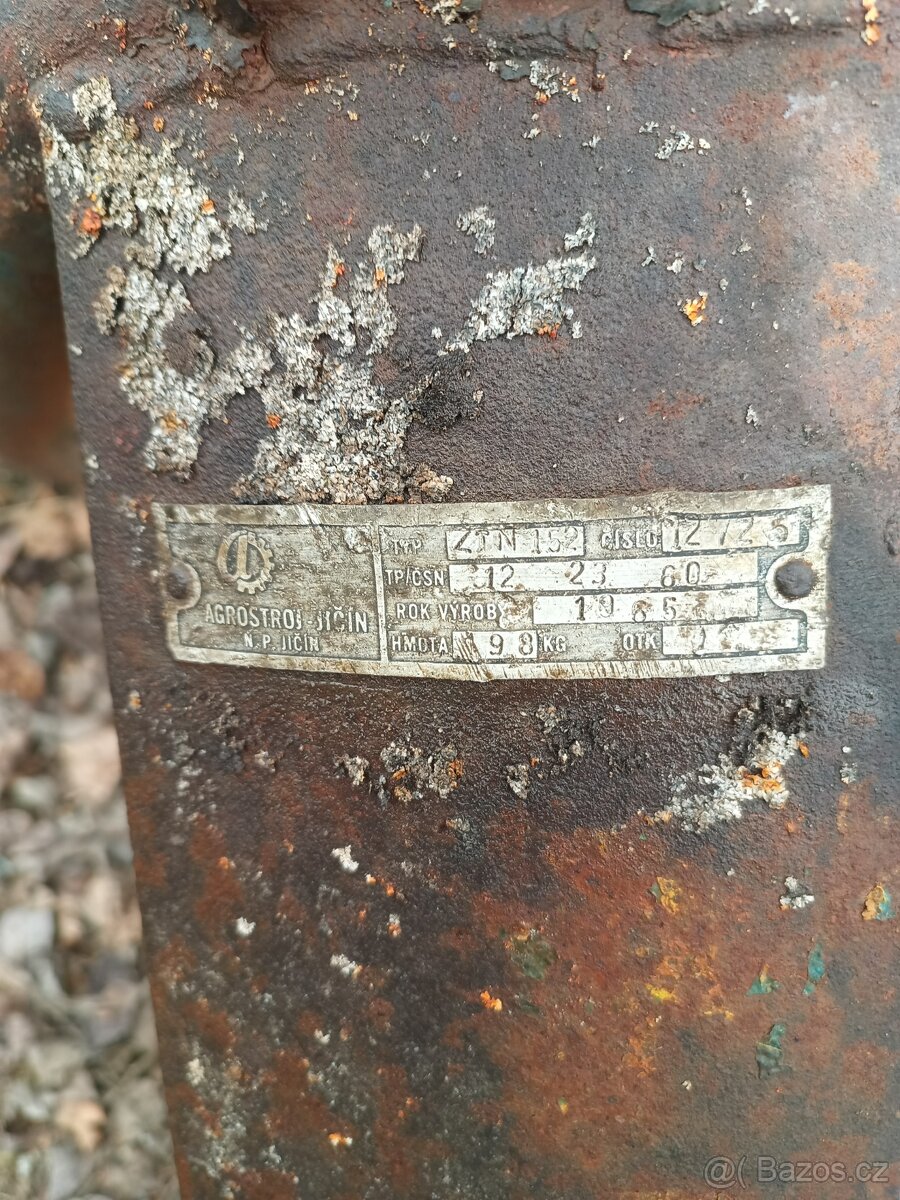 AGROSTROJ JIČÍN
N. P. JIČÍN
TYP ZTN 152 ČÍSLO 12725
TP/ČSN 12 23 60
ROK VÝROBY 1985
HMOTA 98 KG OTK
@( Bazos.cz